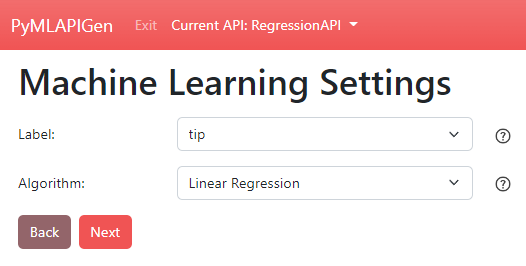 PyMLAPIGen Exit Current API: RegressionAPI
Machine Learning Settings
Label: tip
Algorithm: Linear Regression
Back Next